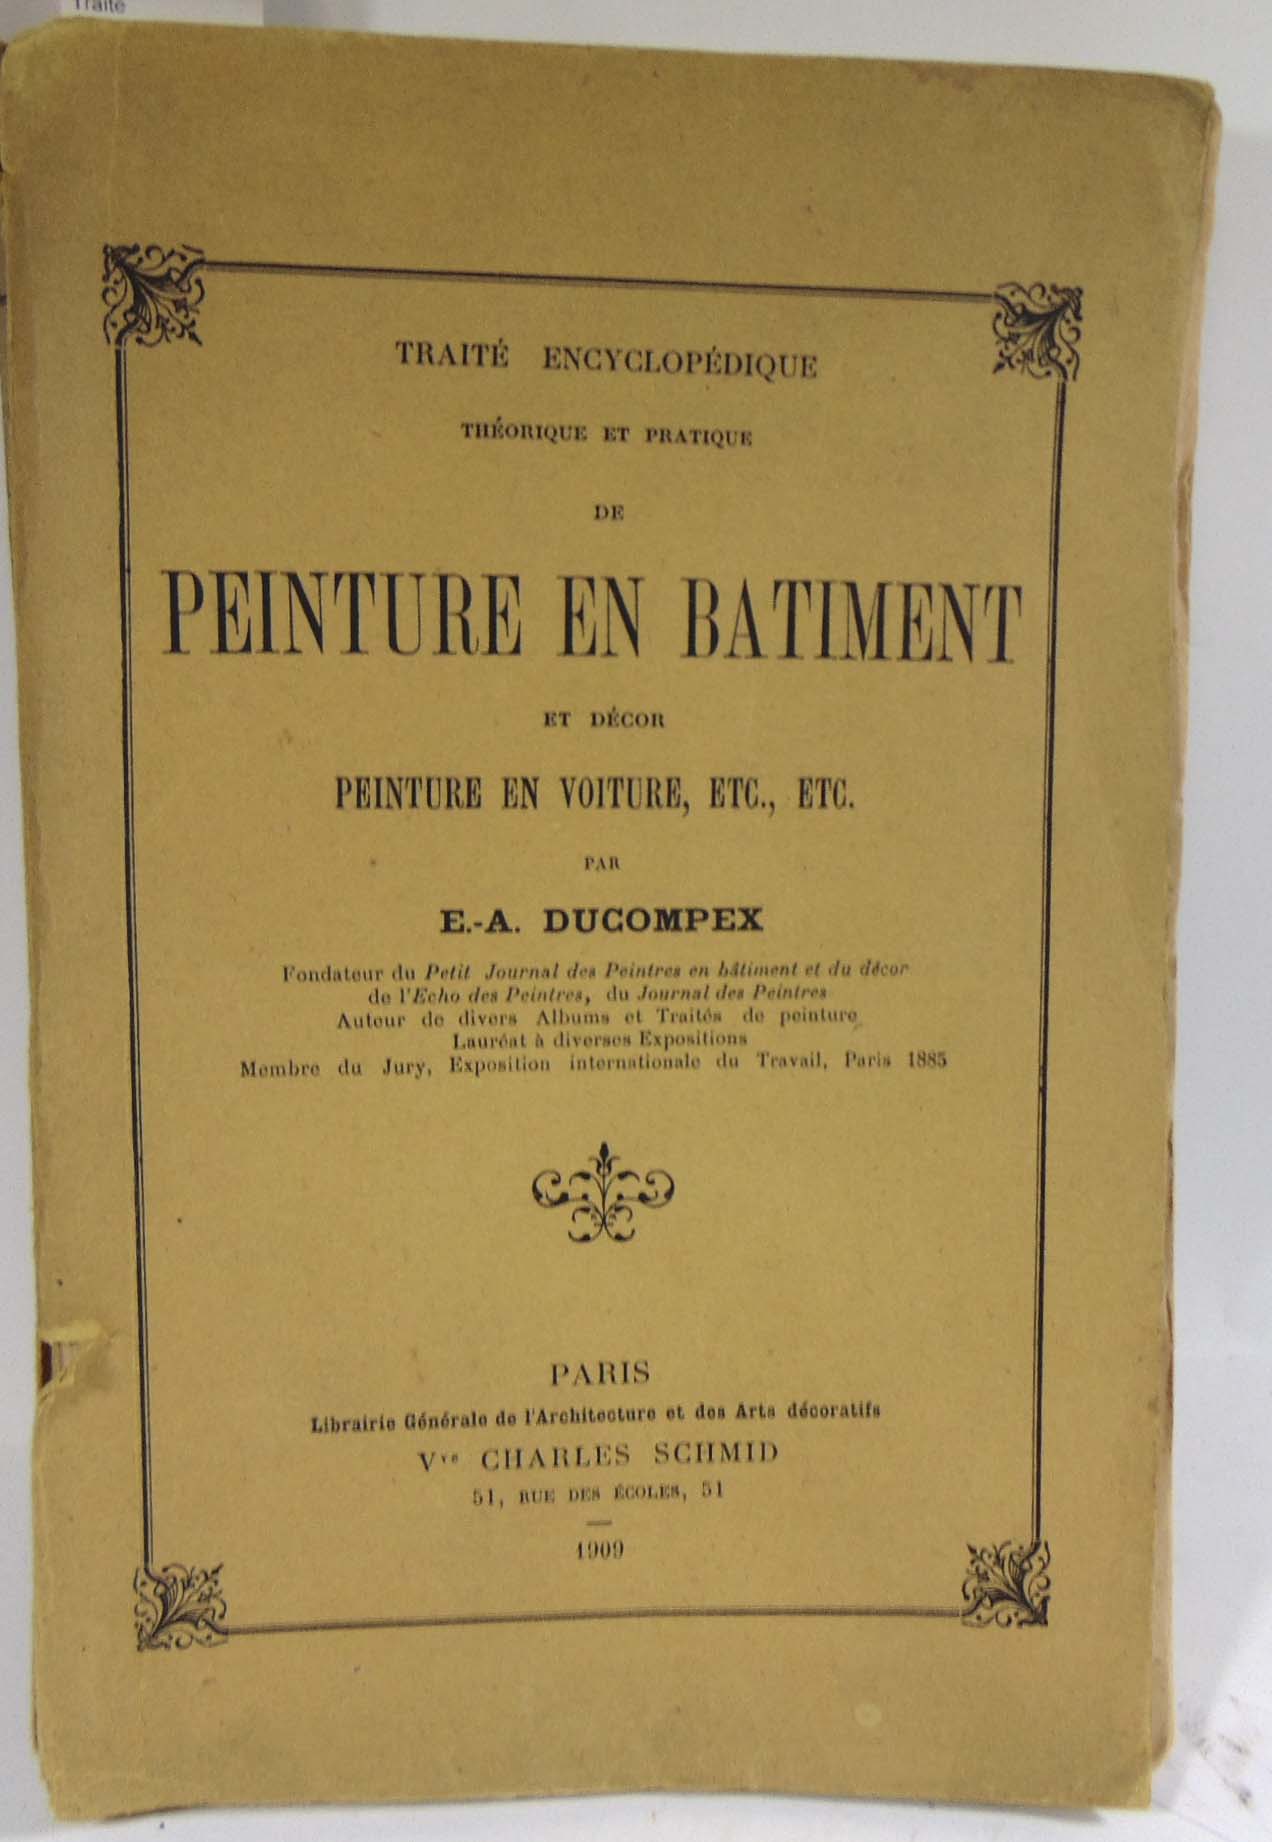 Traité
TRAITÉ ENCYCLOPÉDIQUE
THÉORIQUE ET PRATIQUE
DE
PEINTURE EN BATIMENT
ET DÉCOR
PEINTURE EN VOITURE, ETC., ETC.
PAR
E.-A. DUCOMPEX
Fondateur du Petit Journal des Peintres en bâtiment et du décor
de l'Echo des Peintres, du Journal des Peintres
Auteur de divers Albums et Traités de peinture
Lauréat à diverses Expositions
Membre du Jury, Exposition internationale du Travail, Paris 1885
PARIS
Librairie Générale de l'Architecture et des Arts décoratifs
Vve CHARLES SCHMID
51, RUE DES ÉCOLES, 51
1909